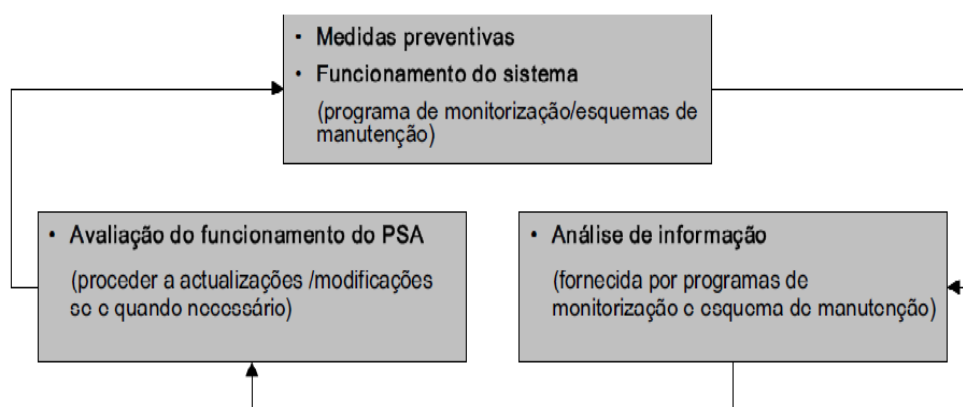 • Medidas preventivas
• Funcionamento do sistema
(programa de monitorização/esquemas de
manutenção)
• Avaliação do funcionamento do PSA
(proceder a actualizações /modificações
se e quando necessário)
• Análise de informação
(fornecida por programas de
monitorização e esquema de manutenção)